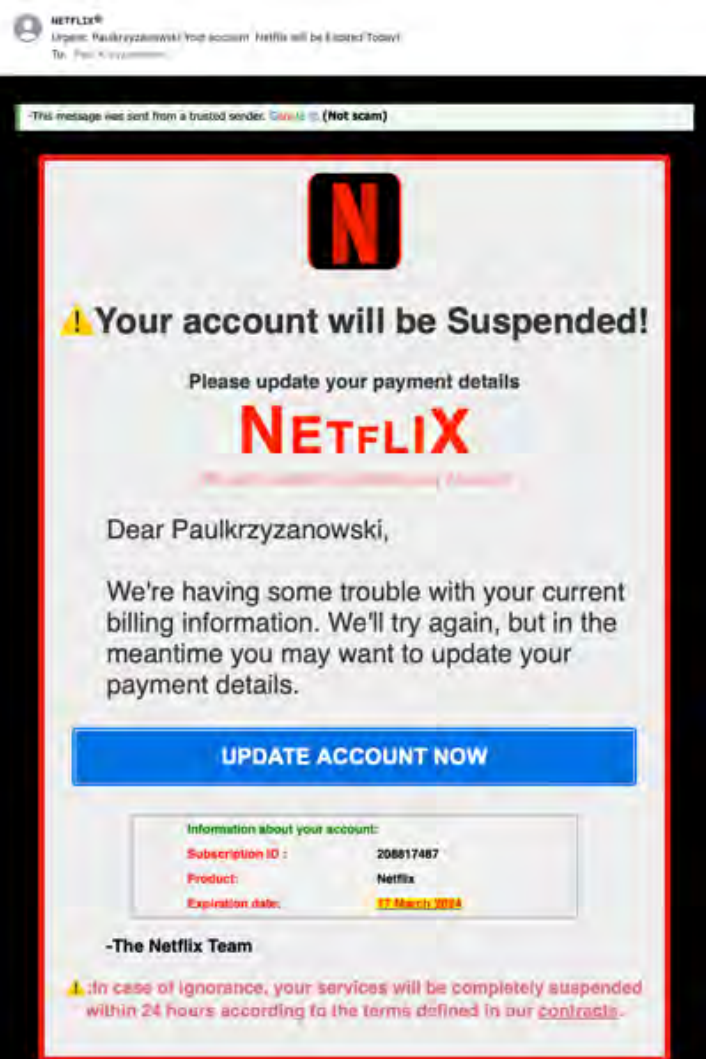 NETFLIX®
Urgent: Paulkrzyzanowski Your account Netflix will be Expired Today!
To: Paul Krzyzanowski
-This message was sent from a trusted sender. (Not scam)
N
Your account will be Suspended!
Please update your payment details
NETFLIX
Dear Paulkrzyzanowski,
We're having some trouble with your current
billing information. We'll try again, but in the
meantime you may want to update your
payment details.
UPDATE ACCOUNT NOW
Information about your account:
Subscription ID :
208817487
Product:
Netflix
Expiration date:
17 March 2024
-The Netflix Team
:In case of ignorance, your services will be completely suspended
within 24 hours according to the terms defined in our contracts.